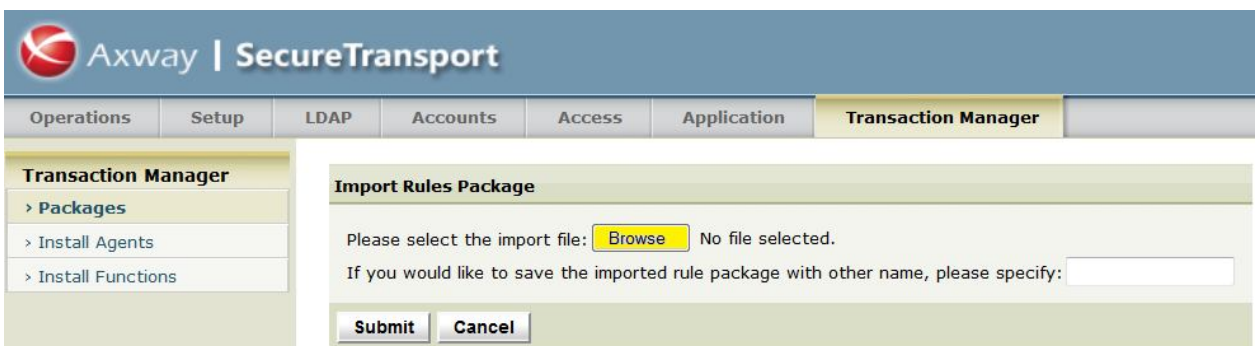 Axway | SecureTransport
Operations Setup LDAP Accounts Access Application Transaction Manager
Transaction Manager
› Packages
› Install Agents
› Install Functions
Import Rules Package
Please select the import file: Browse No file selected.
If you would like to save the imported rule package with other name, please specify:
Submit Cancel